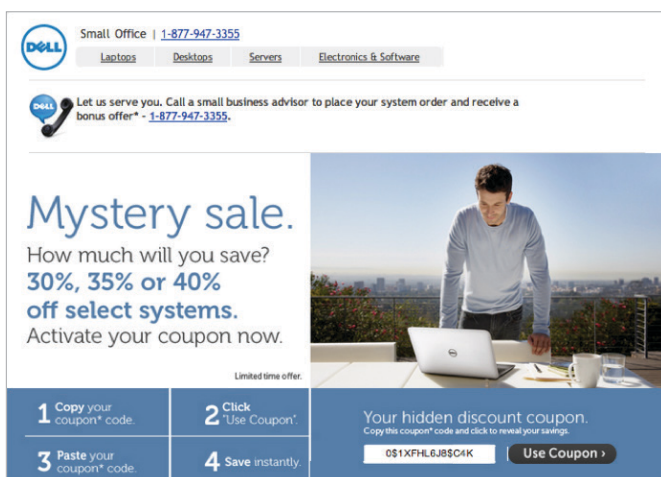 DELL
Small Office | 1-877-947-3355
Laptops Desktops Servers Electronics & Software
DELL
Let us serve you. Call a small business advisor to place your system order and receive a
bonus offer* - 1-877-947-3355.
Mystery sale.
How much will you save?
30%, 35% or 40%
off select systems.
Activate your coupon now.
Limited time offer.
1 Copy your
coupon* code.
2 Click
"Use Coupon".
3 Paste your
coupon* code.
4 Save instantly.
Your hidden discount coupon.
Copy this coupon* code and click to reveal your savings.
0$1XFHL6J8$C4K Use Coupon ›